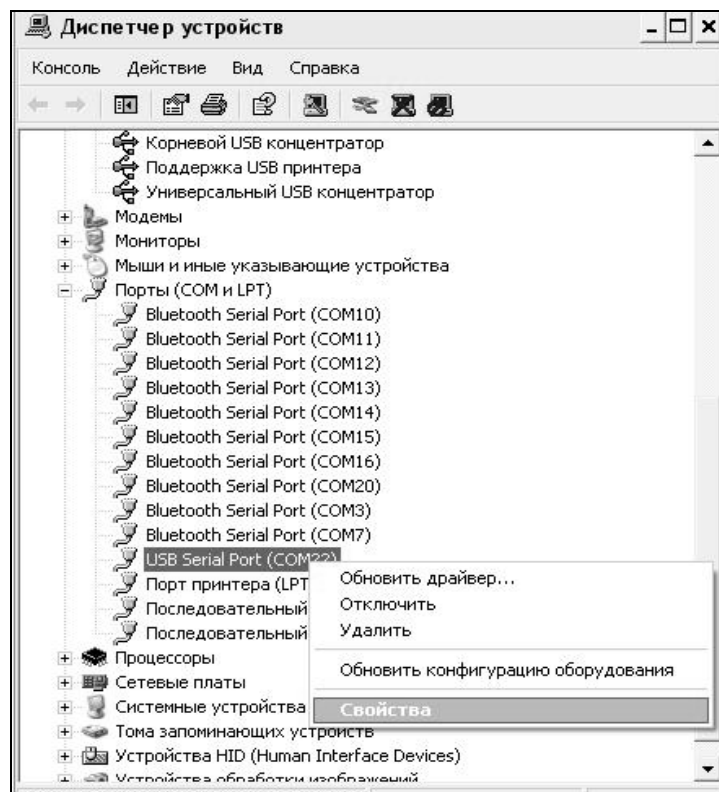 Диспетчер устройств
Консоль Действие Вид Справка
Корневой USB концентратор
Поддержка USB принтера
Универсальный USB концентратор
Модемы
Мониторы
Мыши и иные указывающие устройства
Порты (COM и LPT)
Bluetooth Serial Port (COM10)
Bluetooth Serial Port (COM11)
Bluetooth Serial Port (COM12)
Bluetooth Serial Port (COM13)
Bluetooth Serial Port (COM14)
Bluetooth Serial Port (COM15)
Bluetooth Serial Port (COM16)
Bluetooth Serial Port (COM20)
Bluetooth Serial Port (COM3)
Bluetooth Serial Port (COM7)
USB Serial Port (COM22)
Порт принтера (LPT
Последовательный
Последовательный
Процессоры
Сетевые платы
Системные устройства
Тома запоминающих устройств
Устройства HID (Human Interface Devices)
Устройства обработки изображений
Обновить драйвер...
Отключить
Удалить
Обновить конфигурацию оборудования
Свойства